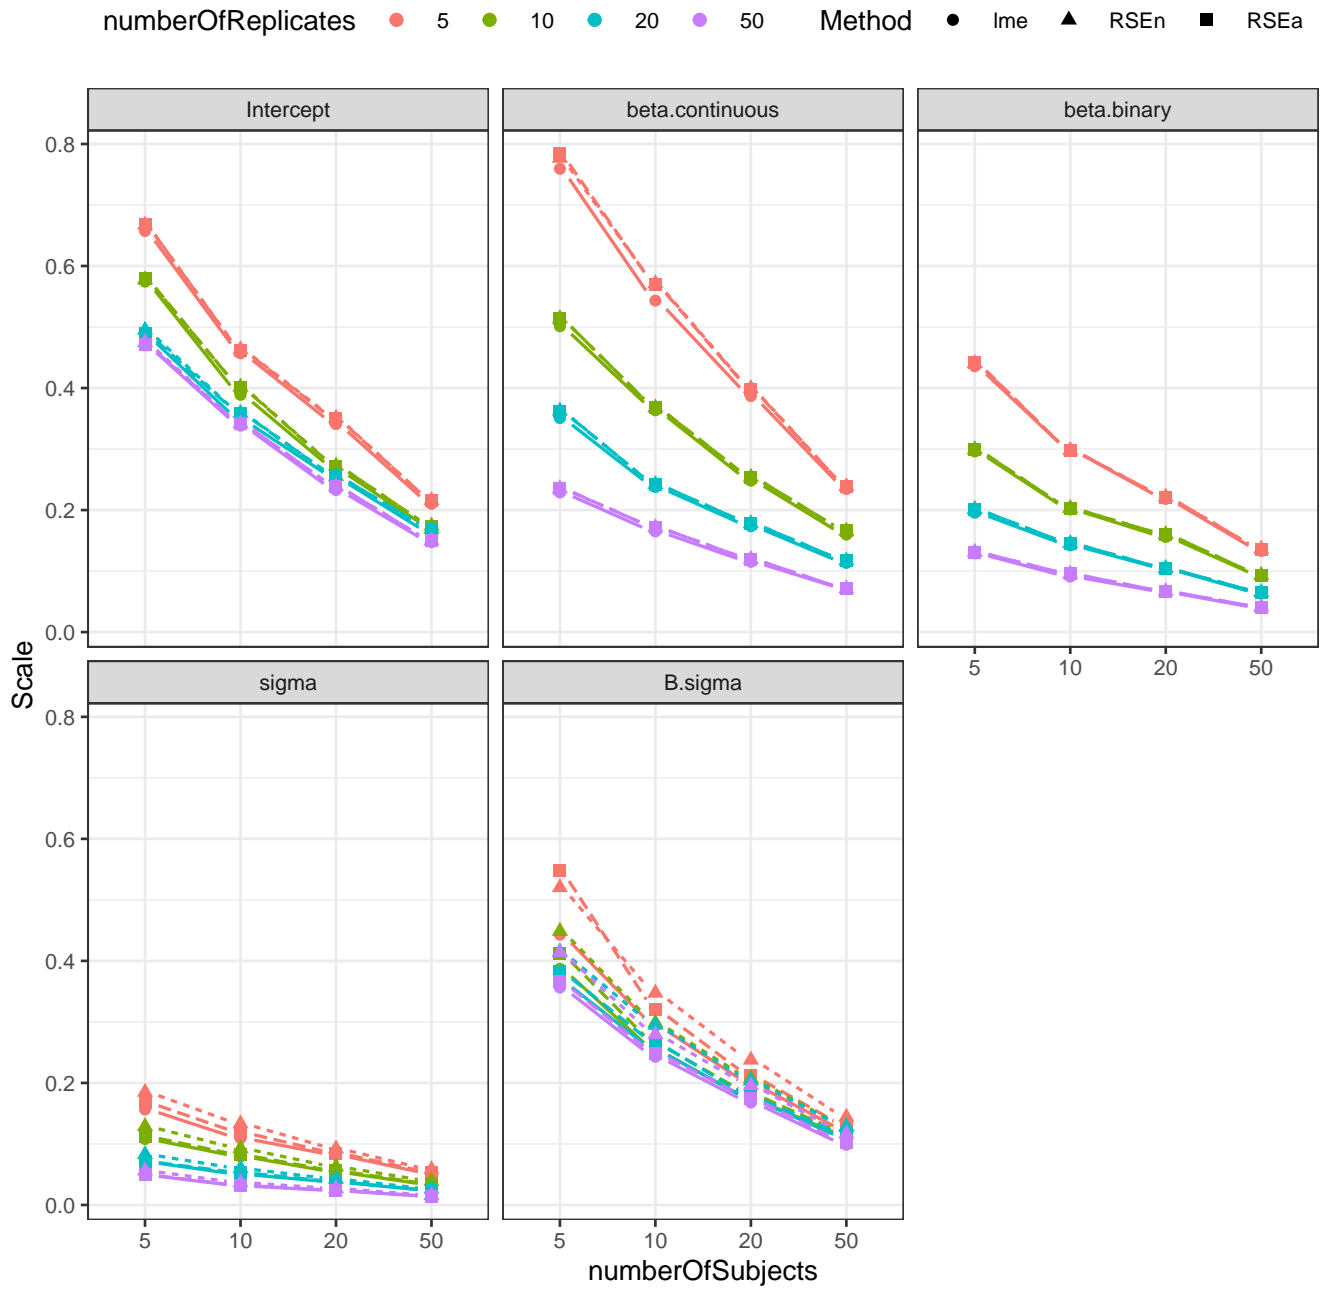 numberOfReplicates 5 10 20 50 Method lme RSEn RSEa
Intercept beta.continuous beta.binary
0.8
0.6
0.4
0.2
0.0
5 10 20 50
Scale
sigma B.sigma
0.8
0.6
0.4
0.2
0.0
5 10 20 50 5 10 20 50
numberOfSubjects